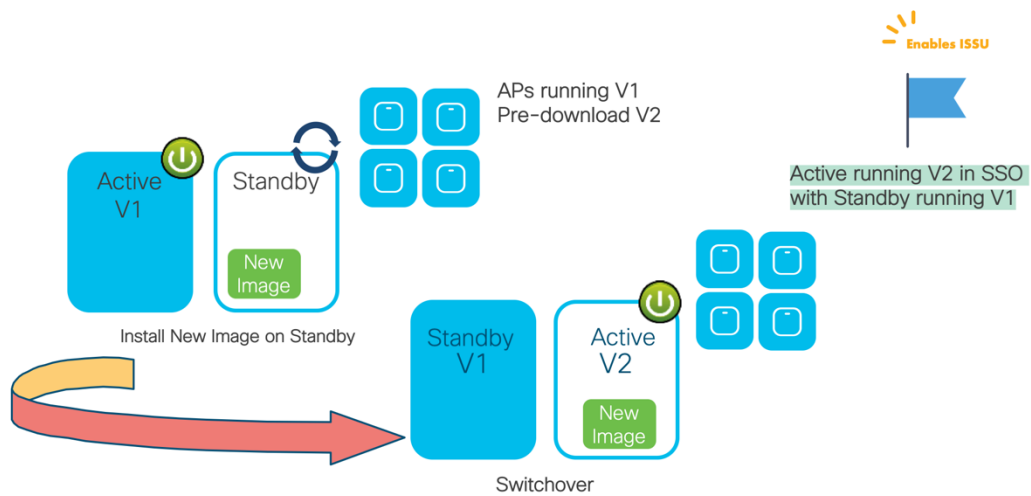 Enables ISSU
APs running V1
Pre-download V2
Active running V2 in SSO
with Standby running V1
Active
V1
Standby
New
Image
Install New Image on Standby
Standby
V1
Active
V2
New
Image
Switchover